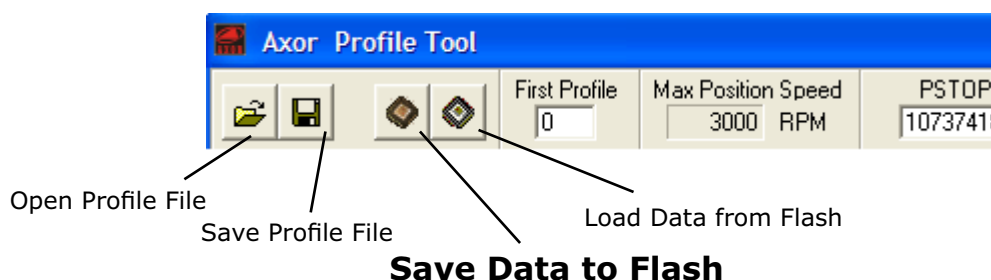 Axor Profile Tool
First Profile Max Position Speed PSTOP
0 3000 RPM
Open Profile File
Save Profile File
Load Data from Flash
Save Data to Flash